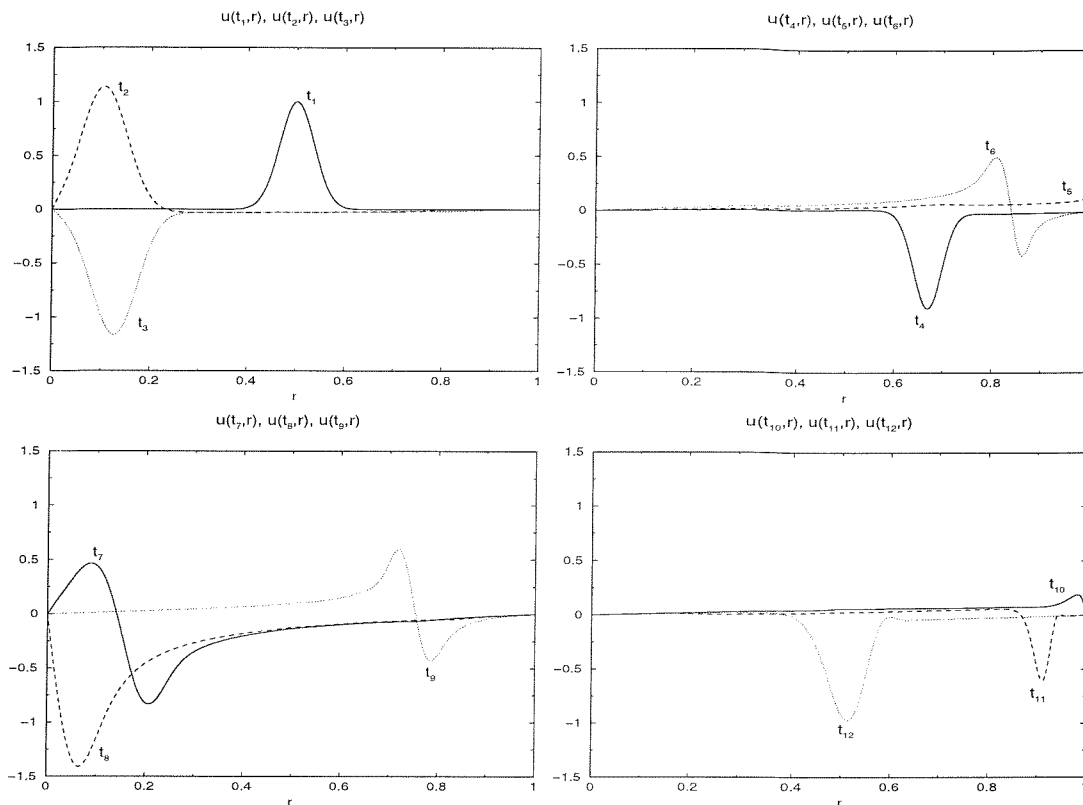 u(t₁,r), u(t₂,r), u(t₃,r)
1.5
1
0.5
0
−0.5
−1
−1.5
t₂
t₁
t₃
0
0.2
0.4
0.6
0.8
1
r
u(t₄,r), u(t₅,r), u(t₆,r)
1.5
1
0.5
0
−0.5
−1
−1.5
t₆
t₅
t₄
0
0.2
0.4
0.6
0.8
r
u(t₇,r), u(t₈,r), u(t₉,r)
1.5
1
0.5
0
−0.5
−1
−1.5
t₇
t₉
t₈
0
0.2
0.4
0.6
0.8
1
r
u(t₁₀,r), u(t₁₁,r), u(t₁₂,r)
1.5
1
0.5
0
−0.5
−1
−1.5
t₁₀
t₁₁
t₁₂
0
0.2
0.4
0.6
0.8
r